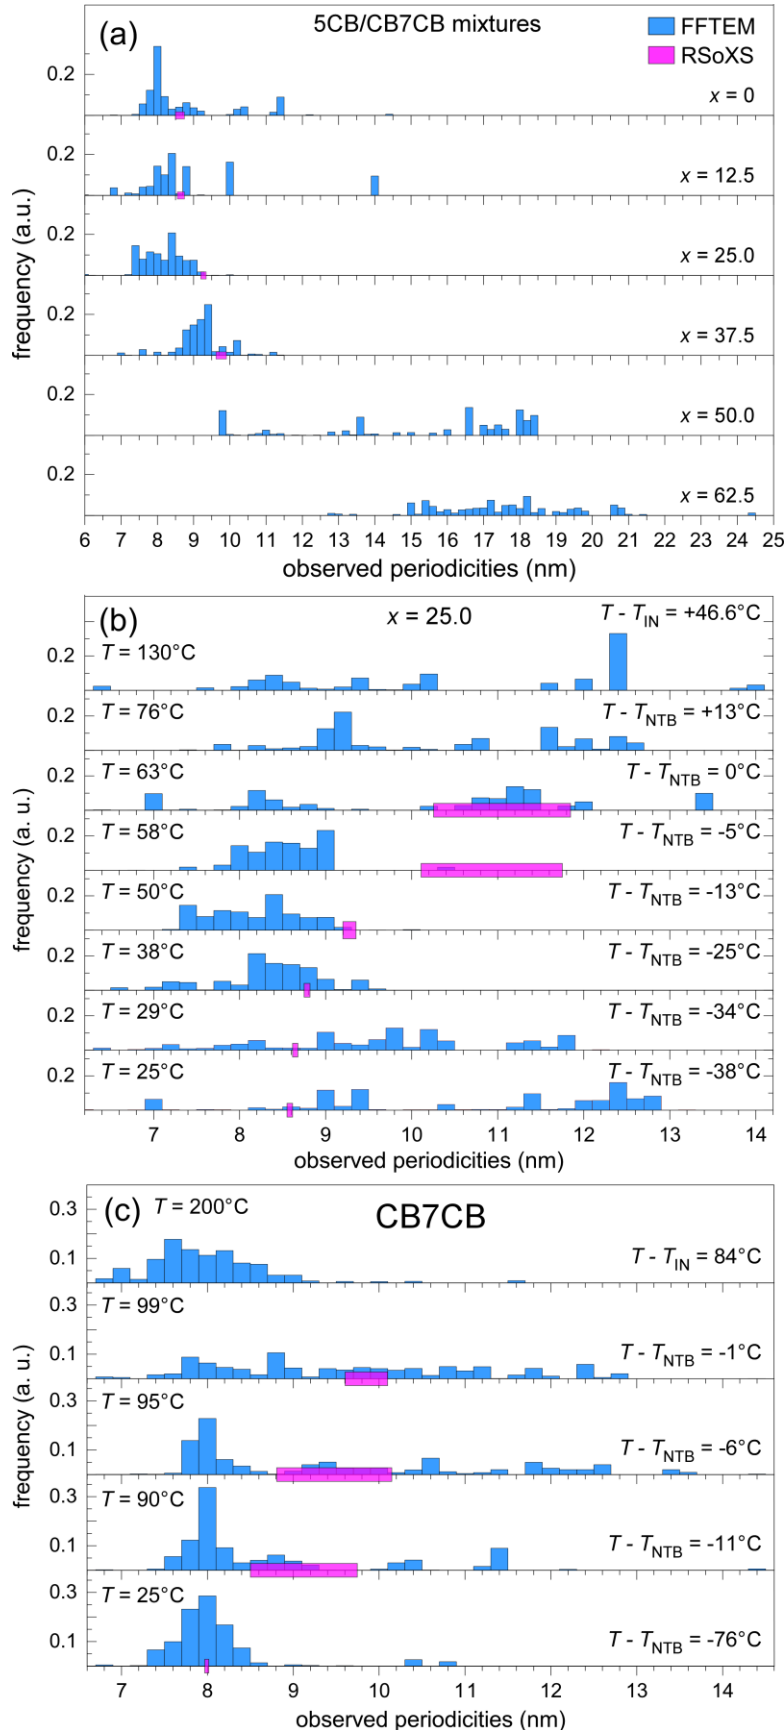 (a) 5CB/CB7CB mixtures FFTEM
RSoXS
0.2 x = 0
0.2 x = 12.5
0.2 x = 25.0
0.2 x = 37.5
0.2 x = 50.0
0.2 x = 62.5
frequency (a.u.)
6 7 8 9 10 11 12 13 14 15 16 17 18 19 20 21 22 23 24 25
observed periodicities (nm)
(b) x = 25.0 T - TIN = +46.6°C
0.2 T = 130°C
0.2 T = 76°C T - TNTB = +13°C
0.2 T = 63°C T - TNTB = 0°C
0.2 T = 58°C T - TNTB = -5°C
0.2 T = 50°C T - TNTB = -13°C
0.2 T = 38°C T - TNTB = -25°C
0.2 T = 29°C T - TNTB = -34°C
0.2 T = 25°C T - TNTB = -38°C
frequency (a. u.)
7 8 9 10 11 12 13 14
observed periodicities (nm)
(c) T = 200°C CB7CB
0.3
0.1 T - TIN = 84°C
0.3 T = 99°C
0.1 T - TNTB = -1°C
0.3 T = 95°C
0.1 T - TNTB = -6°C
0.3 T = 90°C
0.1 T - TNTB = -11°C
0.3 T = 25°C
0.1 T - TNTB = -76°C
frequency (a. u.)
7 8 9 10 11 12 13 14
observed periodicities (nm)